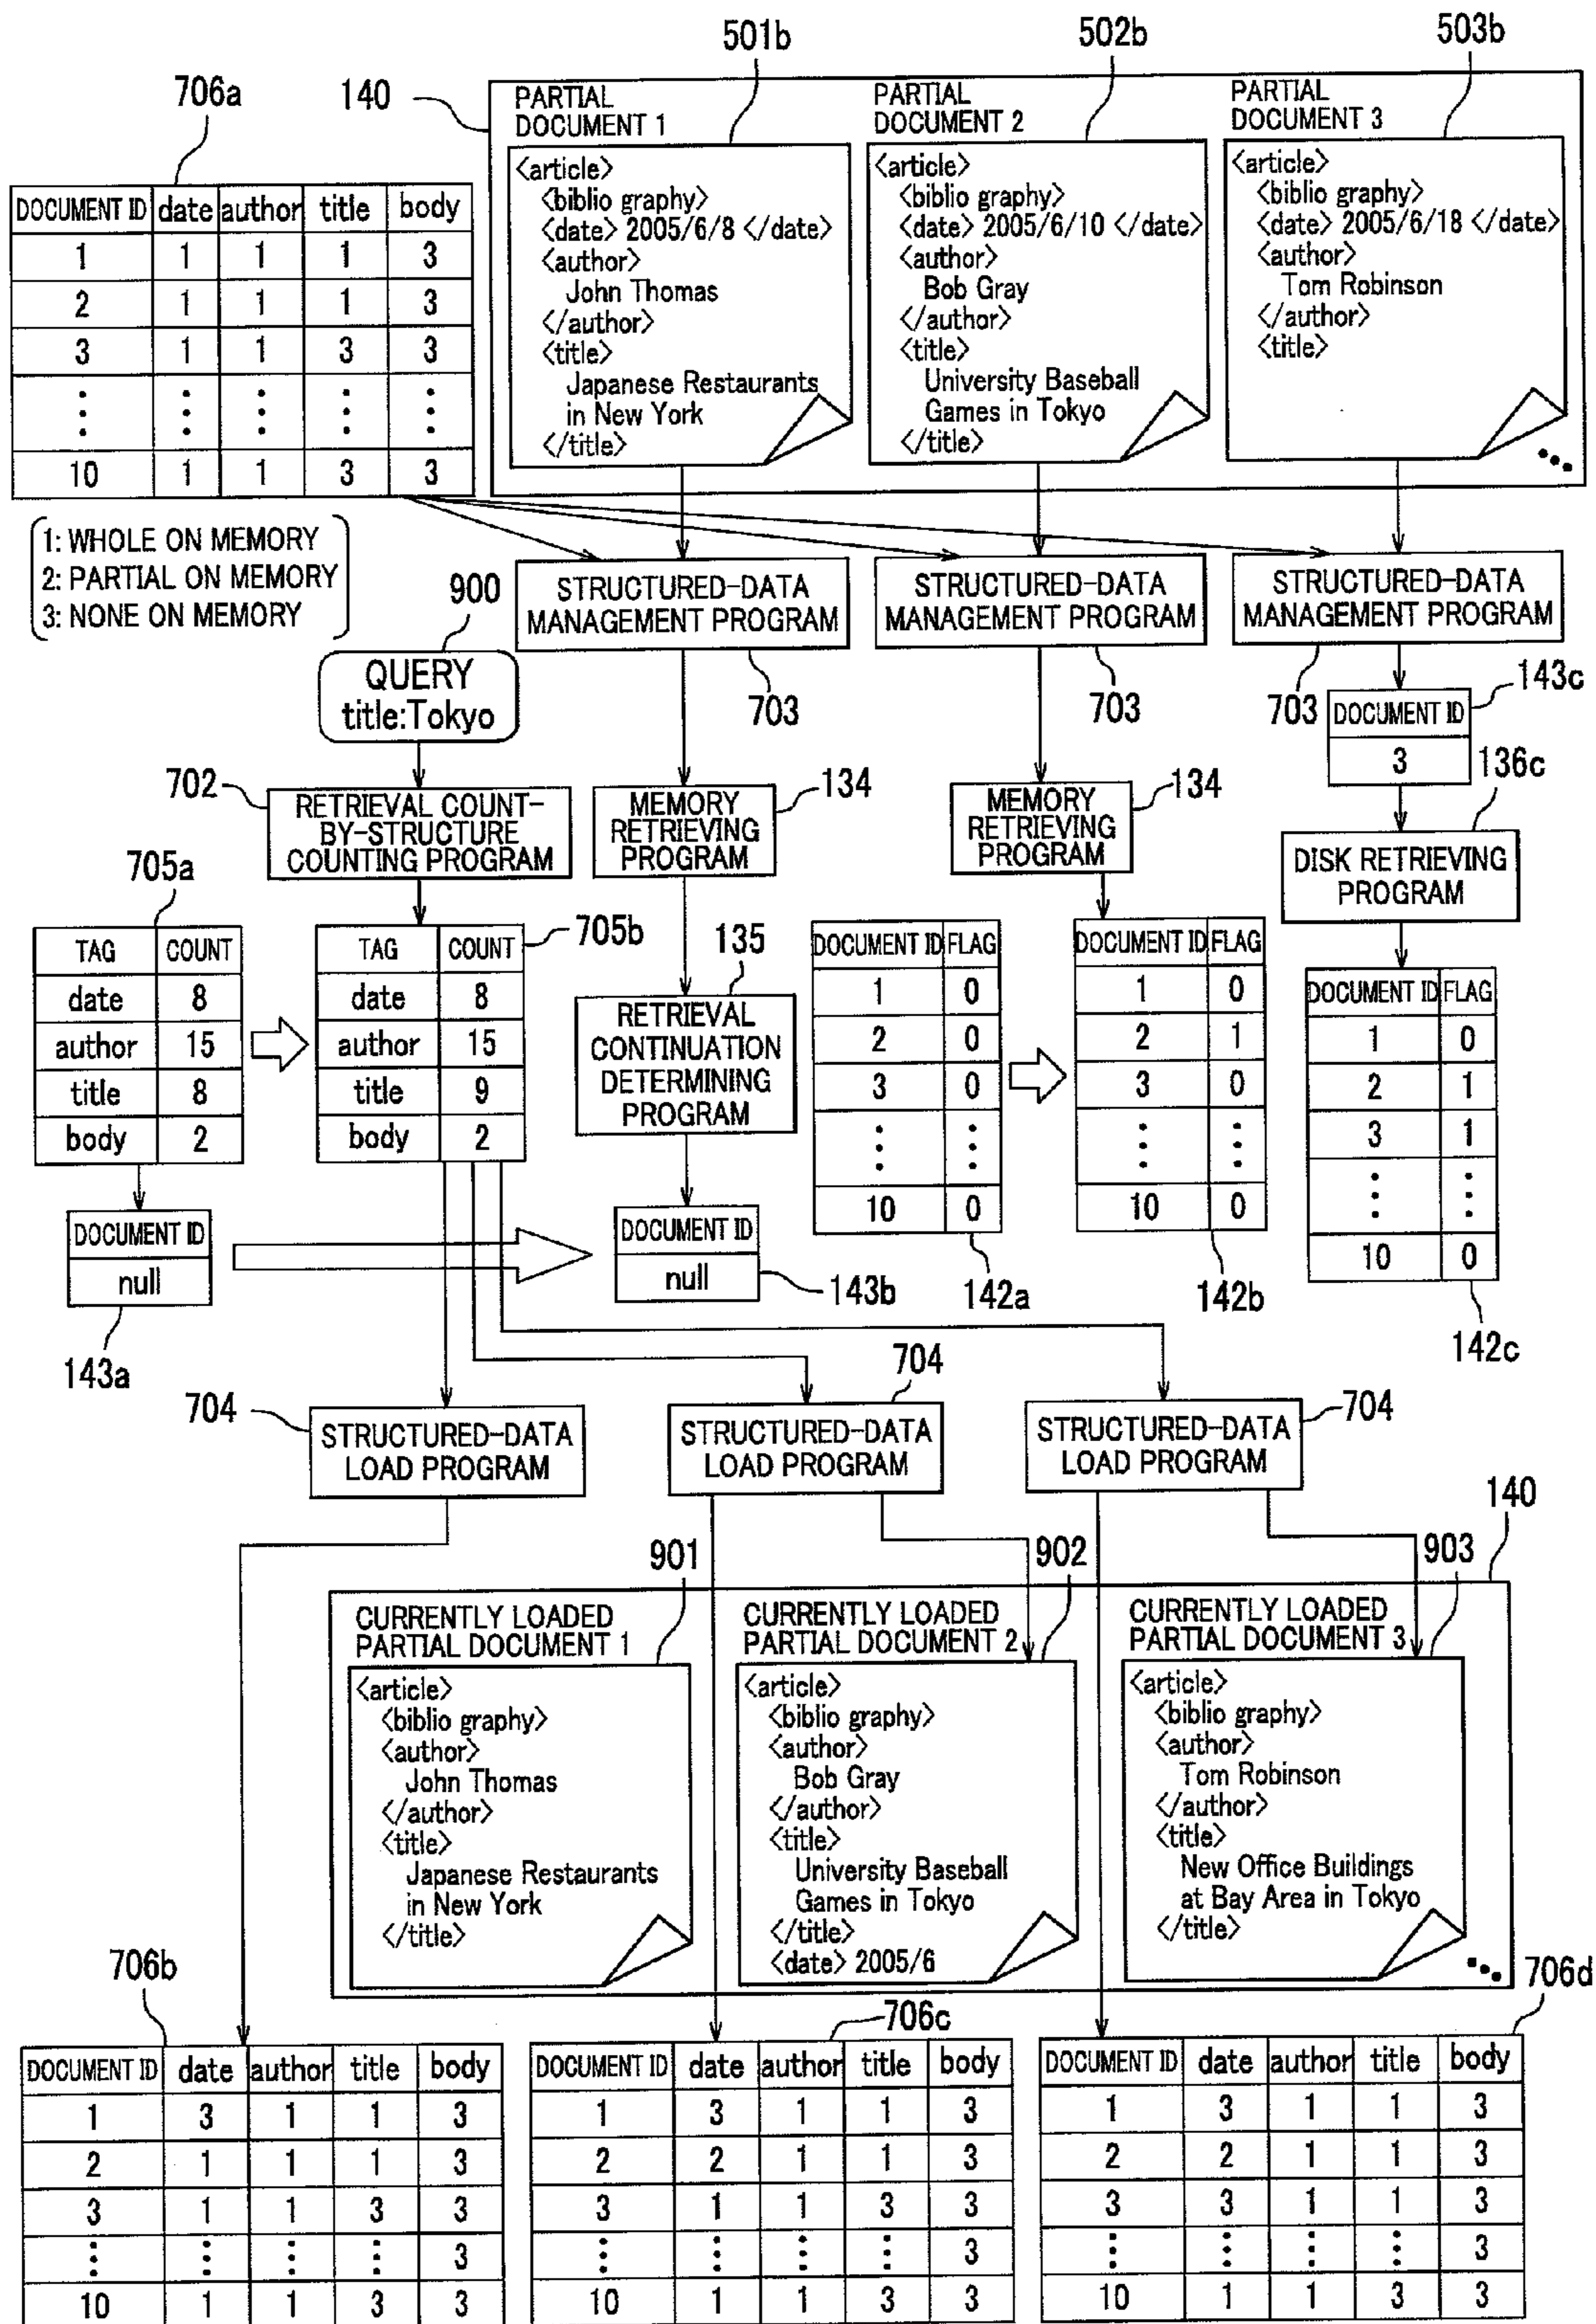 501b
502b
503b
706a
140
PARTIAL
DOCUMENT 1
PARTIAL
DOCUMENT 2
PARTIAL
DOCUMENT 3
<article>
<biblio graphy>
<date> 2005/6/8 </date>
<author>
John Thomas
</author>
<title>
Japanese Restaurants
in New York
</title>
<article>
<biblio graphy>
<date> 2005/6/10 </date>
<author>
Bob Gray
</author>
<title>
University Baseball
Games in Tokyo
</title>
<article>
<biblio graphy>
<date> 2005/6/18 </date>
<author>
Tom Robinson
</author>
<title>
DOCUMENT ID date author title body
1 1 1 1 3
2 1 1 1 3
3 1 1 3 3
10 1 1 3 3
1: WHOLE ON MEMORY
2: PARTIAL ON MEMORY
3: NONE ON MEMORY
900
QUERY
title:Tokyo
STRUCTURED-DATA
MANAGEMENT PROGRAM
703
STRUCTURED-DATA
MANAGEMENT PROGRAM
703
STRUCTURED-DATA
MANAGEMENT PROGRAM
703
143c
DOCUMENT ID
3
136c
702
RETRIEVAL COUNT-
BY-STRUCTURE
COUNTING PROGRAM
MEMORY
RETRIEVING
PROGRAM
134
MEMORY
RETRIEVING
PROGRAM
134
DISK RETRIEVING
PROGRAM
705a
TAG COUNT
date 8
author 15
title 8
body 2
705b
TAG COUNT
date 8
author 15
title 9
body 2
135
RETRIEVAL
CONTINUATION
DETERMINING
PROGRAM
DOCUMENT ID FLAG
1 0
2 0
3 0
10 0
142a
DOCUMENT ID FLAG
1 0
2 1
3 0
10 0
142b
DOCUMENT ID FLAG
1 0
2 1
3 1
10 0
142c
DOCUMENT ID
null
143a
DOCUMENT ID
null
143b
704
STRUCTURED-DATA
LOAD PROGRAM
704
STRUCTURED-DATA
LOAD PROGRAM
704
STRUCTURED-DATA
LOAD PROGRAM
140
901
902
903
CURRENTLY LOADED
PARTIAL DOCUMENT 1
<article>
<biblio graphy>
<author>
John Thomas
</author>
<title>
Japanese Restaurants
in New York
</title>
CURRENTLY LOADED
PARTIAL DOCUMENT 2
<article>
<biblio graphy>
<author>
Bob Gray
</author>
<title>
University Baseball
Games in Tokyo
</title>
<date> 2005/6
CURRENTLY LOADED
PARTIAL DOCUMENT 3
<article>
<biblio graphy>
<author>
Tom Robinson
</author>
<title>
New Office Buildings
at Bay Area in Tokyo
</title>
706b
DOCUMENT ID date author title body
1 3 1 1 3
2 1 1 1 3
3 1 1 3 3
3
10 1 1 3 3
706c
DOCUMENT ID date author title body
1 3 1 1 3
2 2 1 1 3
3 1 1 3 3
3
10 1 1 3 3
706d
DOCUMENT ID date author title body
1 3 1 1 3
2 2 1 1 3
3 3 1 1 3
3
10 1 1 3 3